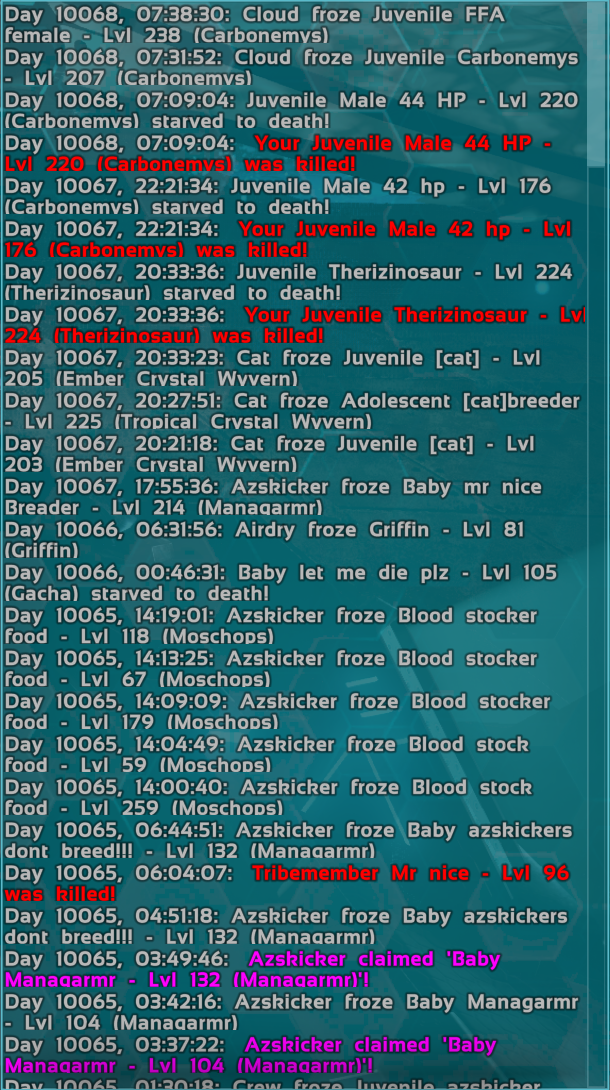 Day 10068, 07:38:30: Cloud froze Juvenile FFA
female - Lvl 238 (Carbonemys)
Day 10068, 07:31:52: Cloud froze Juvenile Carbonemys
- Lvl 207 (Carbonemys)
Day 10068, 07:09:04: Juvenile Male 44 HP - Lvl 220
(Carbonemys) starved to death!
Day 10068, 07:09:04: Your Juvenile Male 44 HP -
Lvl 220 (Carbonemys) was killed!
Day 10067, 22:21:34: Juvenile Male 42 hp - Lvl 176
(Carbonemys) starved to death!
Day 10067, 22:21:34: Your Juvenile Male 42 hp - Lvl
176 (Carbonemys) was killed!
Day 10067, 20:33:36: Juvenile Therizinosaur - Lvl 224
(Therizinosaur) starved to death!
Day 10067, 20:33:36: Your Juvenile Therizinosaur - Lvl
224 (Therizinosaur) was killed!
Day 10067, 20:33:23: Cat froze Juvenile [cat] - Lvl
205 (Ember Crystal Wyvern)
Day 10067, 20:27:51: Cat froze Adolescent [cat]breeder
- Lvl 225 (Tropical Crystal Wyvern)
Day 10067, 20:21:18: Cat froze Juvenile [cat] - Lvl
203 (Ember Crystal Wyvern)
Day 10067, 17:55:36: Azskicker froze Baby mr nice
Breader - Lvl 214 (Managarmr)
Day 10066, 06:31:56: Airdry froze Griffin - Lvl 81
(Griffin)
Day 10066, 00:46:31: Baby let me die plz - Lvl 105
(Gacha) starved to death!
Day 10065, 14:19:01: Azskicker froze Blood stocker
food - Lvl 118 (Moschops)
Day 10065, 14:13:25: Azskicker froze Blood stocker
food - Lvl 67 (Moschops)
Day 10065, 14:09:09: Azskicker froze Blood stocker
food - Lvl 179 (Moschops)
Day 10065, 14:04:49: Azskicker froze Blood stock
food - Lvl 59 (Moschops)
Day 10065, 14:00:40: Azskicker froze Blood stock
food - Lvl 259 (Moschops)
Day 10065, 06:44:51: Azskicker froze Baby azskickers
dont breed!!! - Lvl 132 (Managarmr)
Day 10065, 06:04:07: Tribemember Mr nice - Lvl 96
was killed!
Day 10065, 04:51:18: Azskicker froze Baby azskickers
dont breed!!! - Lvl 132 (Managarmr)
Day 10065, 03:49:46: Azskicker claimed 'Baby
Managarmr - Lvl 132 (Managarmr)'!
Day 10065, 03:42:16: Azskicker froze Baby Managarmr
- Lvl 104 (Managarmr)
Day 10065, 03:37:22: Azskicker claimed 'Baby
Managarmr - Lvl 104 (Managarmr)'!
Day 10065, 01:30:18: Crew froze Juvenile azskicker